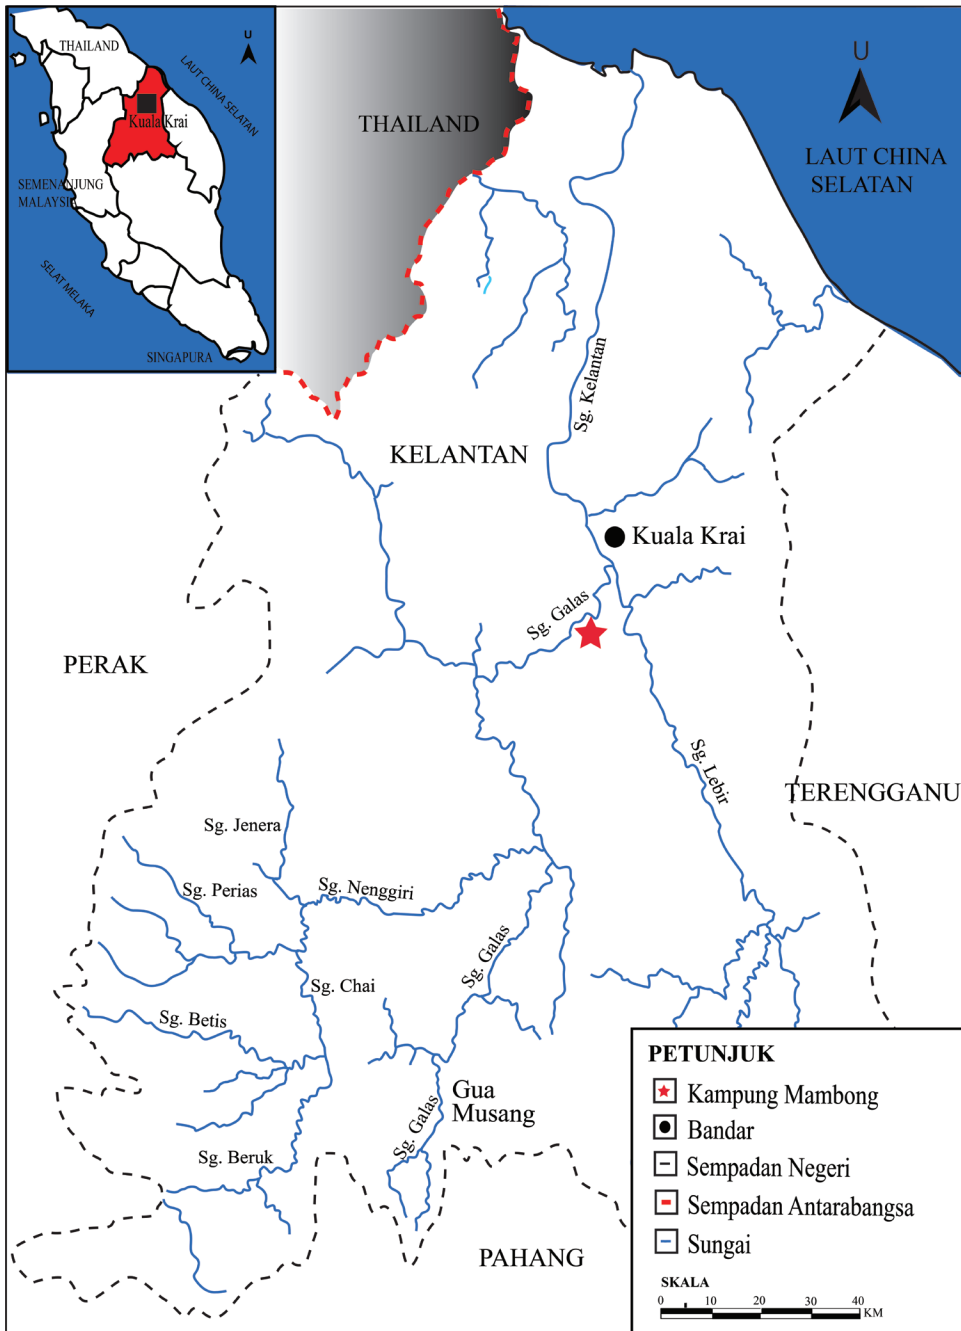 THAILAND
U
LAUT CHINA SELATAN
Kuala Krai
SEMENANJUNG
MALAYSIA
SELAT MELAKA
SINGAPURA
THAILAND
U
LAUT CHINA
SELATAN
Sg. Kelantan
KELANTAN
Kuala Krai
Sg. Galas
PERAK
Sg. Lebir
TERENGGANU
Sg. Jenera
Sg. Perias
Sg. Nenggiri
Sg. Galas
Sg. Chai
Sg. Betis
Gua
Musang
Sg. Galas
Sg. Beruk
PAHANG
PETUNJUK
Kampung Mambong
Bandar
Sempadan Negeri
Sempadan Antarabangsa
Sungai
SKALA
0 10 20 30 40
KM